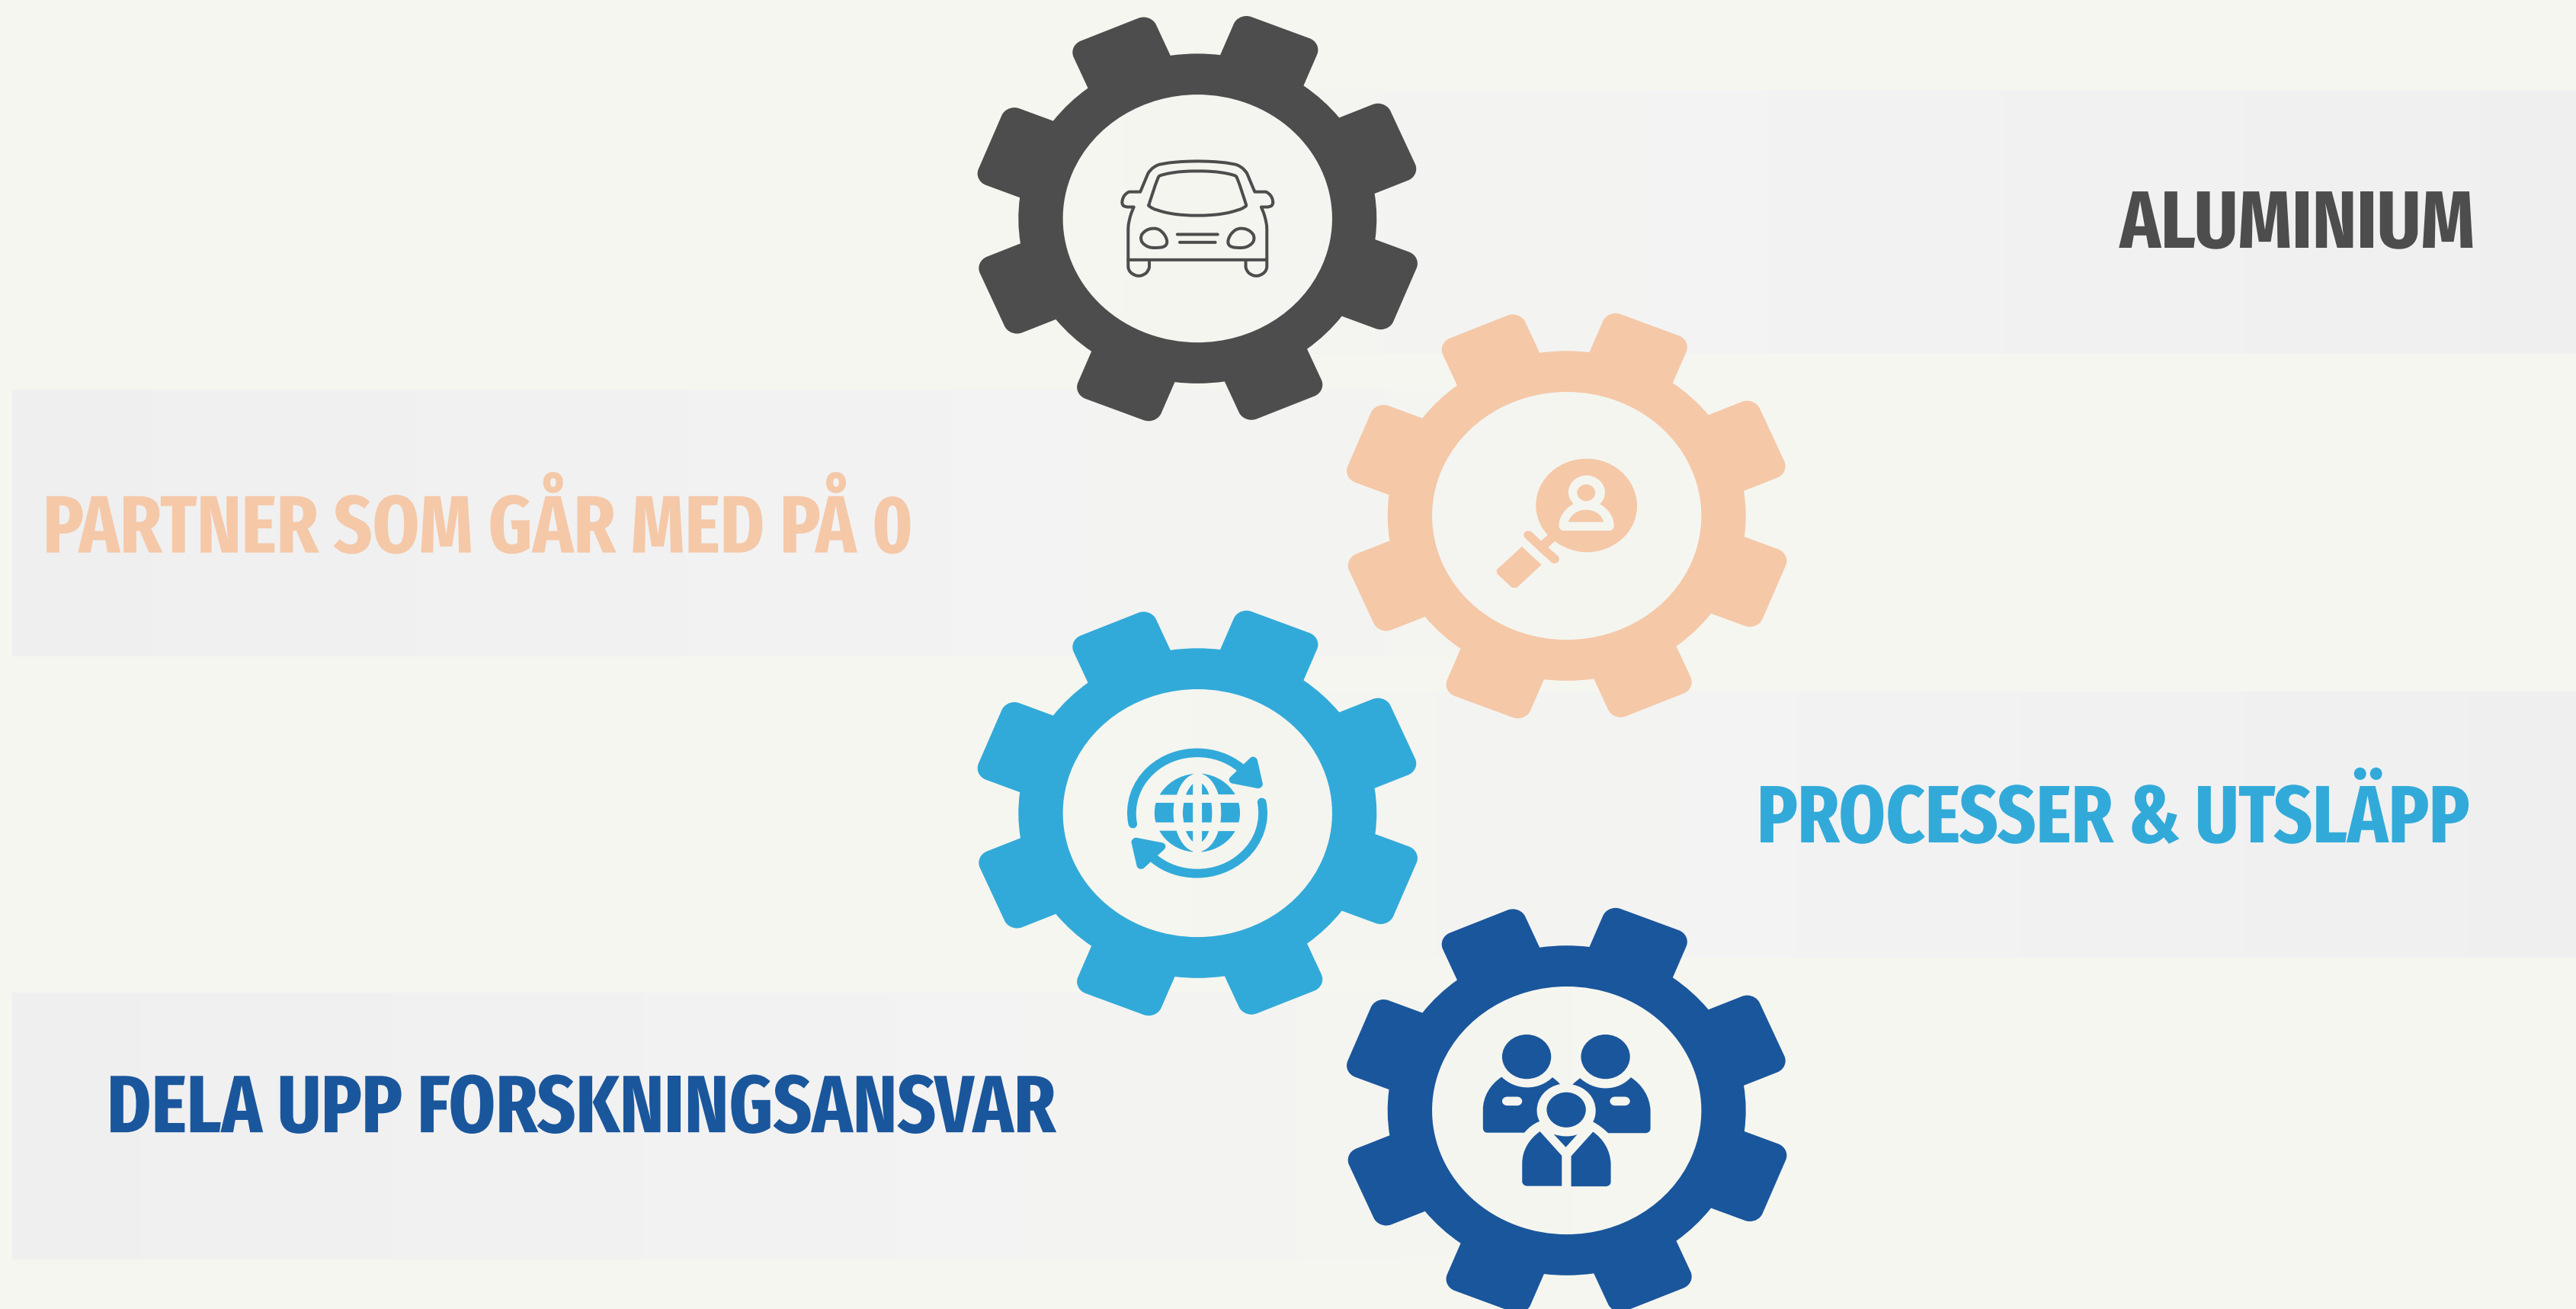 ALUMINIUM
PARTNER SOM GÅR MED PÅ 0
PROCESSER & UTSLÄPP
DELA UPP FORSKNINGSANSVAR